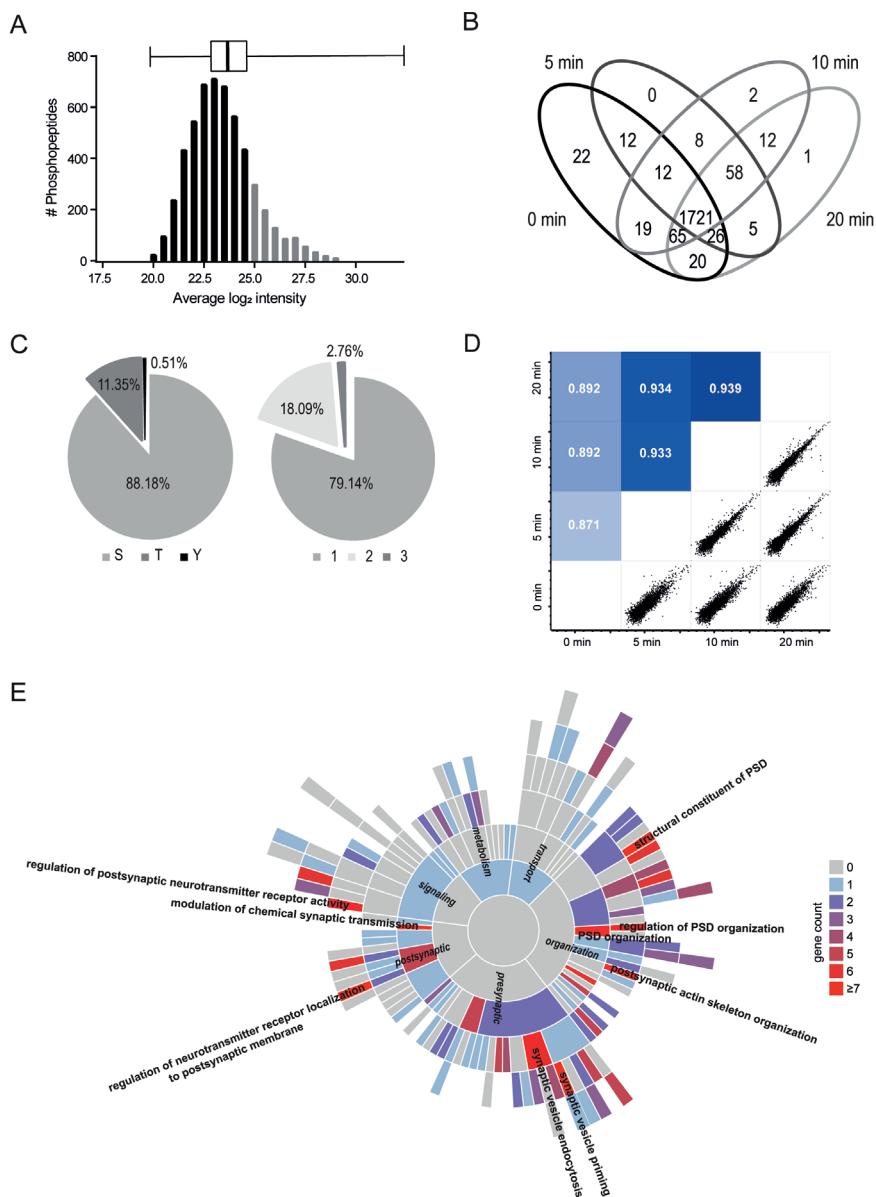 A
800
600
400
200
0
# Phosphopeptides
17.5 20.0 22.5 25.0 27.5 30.0
Average log₂ intensity
B
5 min
10 min
0 min
20 min
0
2
22
12
8
12
1
12
58
19
1721
5
65
26
20
C
0.51%
11.35%
88.18%
S T Y
2.76%
18.09%
79.14%
1 2 3
D
20 min
10 min
5 min
0 min
0.892 0.934 0.939
0.892 0.933
0.871
0 min 5 min 10 min 20 min
E
structural constituent of PSD
metabolism
transport
signaling
regulation of postsynaptic neurotransmitter receptor activity
modulation of chemical synaptic transmission
regulation of PSD organization
PSD organization
organization
postsynaptic
presynaptic
postsynaptic actin skeleton organization
regulation of neurotransmitter receptor localization
to postsynaptic membrane
synaptic vesicle endocytosis
synaptic vesicle priming
gene count
0
1
2
3
4
5
6
≥7